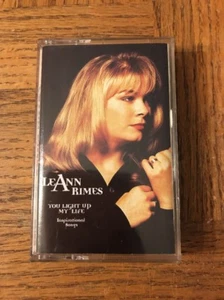 LEANN
RIMES
YOU LIGHT UP
MY LIFE
Inspirational
Songs